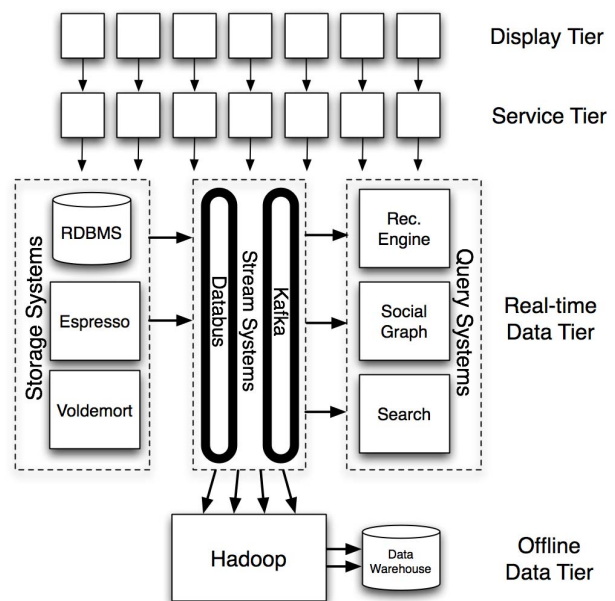 Display Tier
Service Tier
Storage Systems
RDBMS
Espresso
Voldemort
Databus
Stream Systems
Kafka
Rec.
Engine
Social
Graph
Search
Query Systems
Real-time
Data Tier
Hadoop
Data
Warehouse
Offline
Data Tier